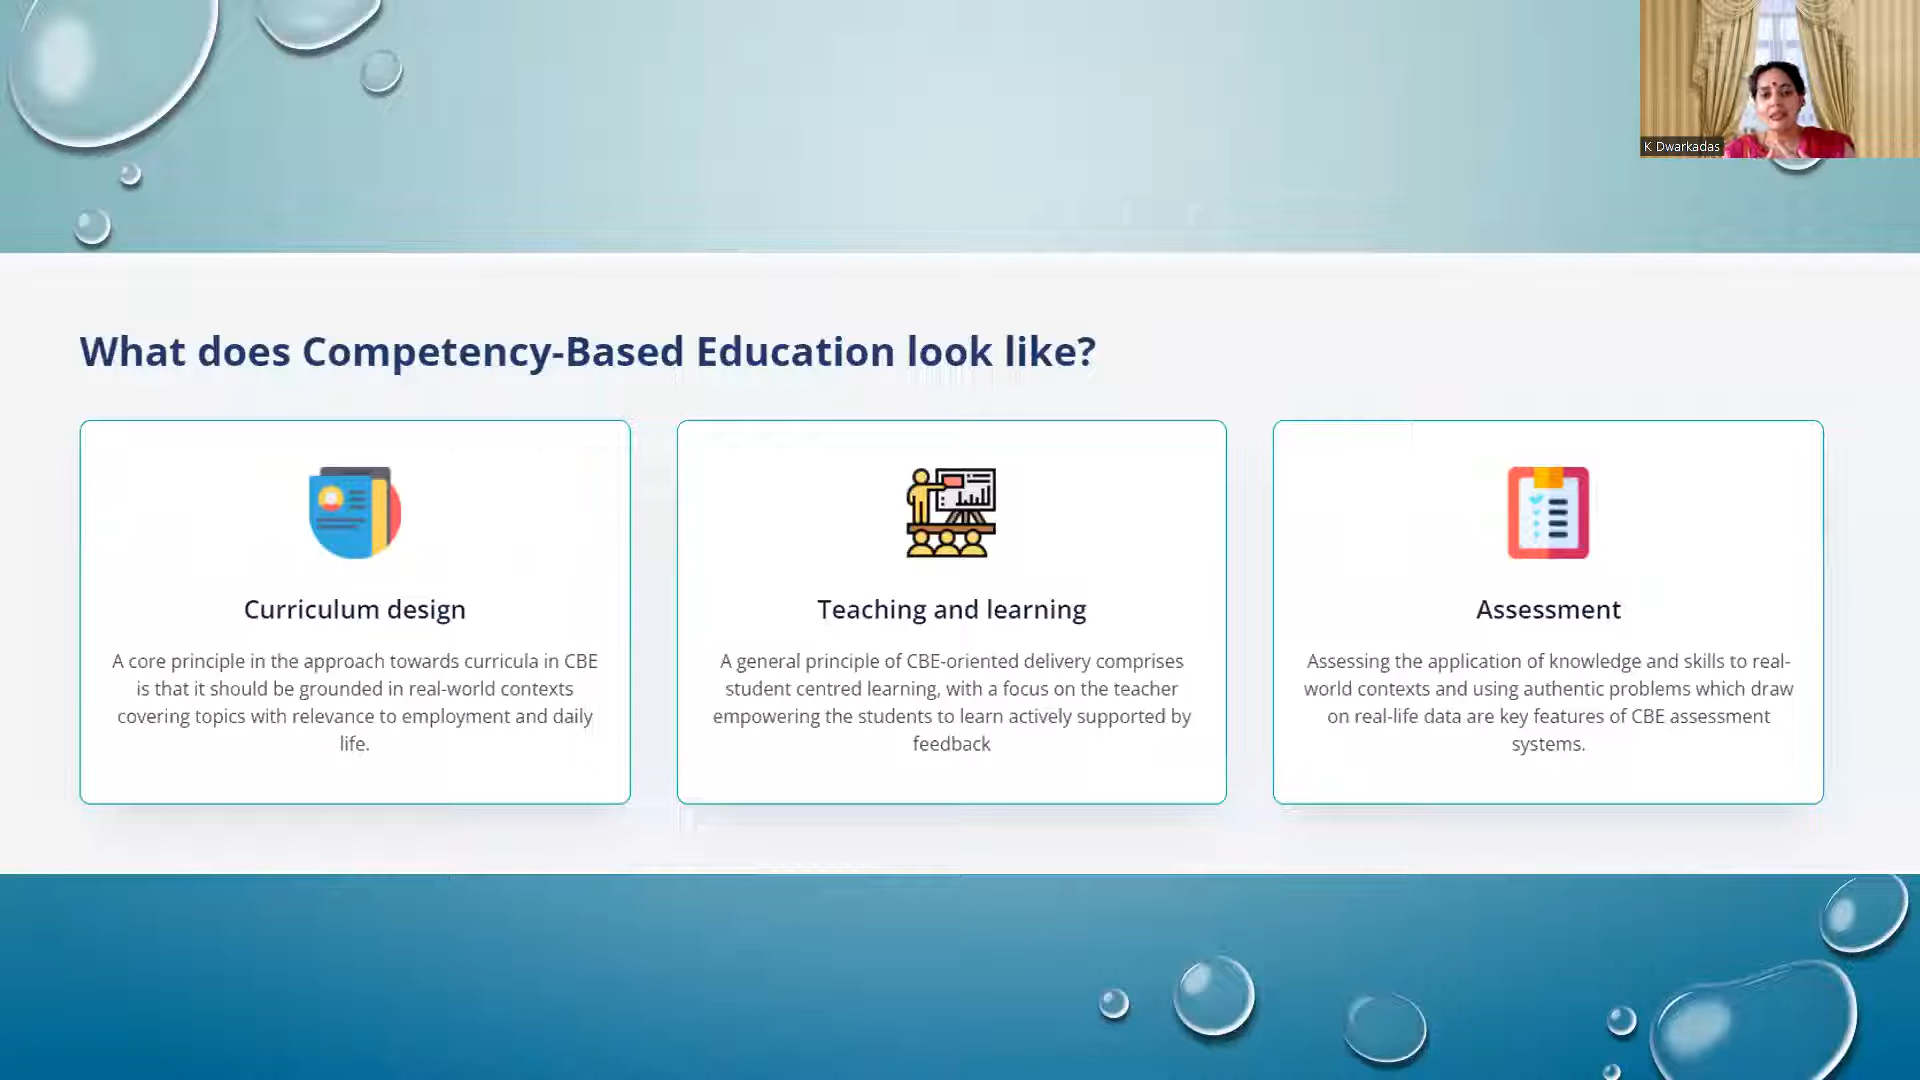 K Dwarkadas
What does Competency-Based Education look like?
Curriculum design
A core principle in the approach towards curricula in CBE
is that it should be grounded in real-world contexts
covering topics with relevance to employment and daily
life.
Teaching and learning
A general principle of CBE-oriented delivery comprises
student centred learning, with a focus on the teacher
empowering the students to learn actively supported by
feedback
Assessment
Assessing the application of knowledge and skills to real-
world contexts and using authentic problems which draw
on real-life data are key features of CBE assessment
systems.